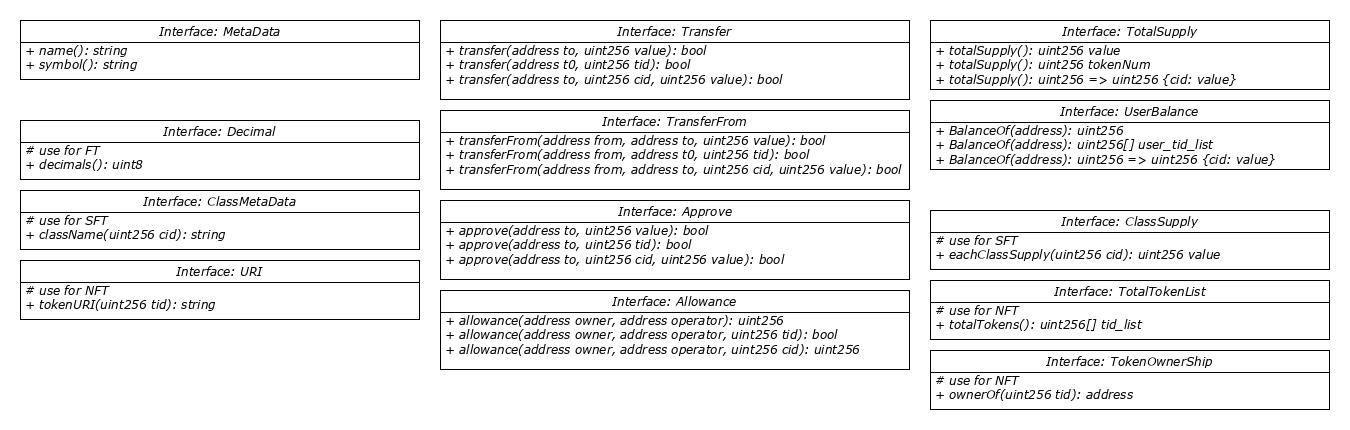 Interface: MetaData
+ name(): string
+ symbol(): string
Interface: Decimal
# use for FT
+ decimals(): uint8
Interface: ClassMetaData
# use for SFT
+ className(uint256 cid): string
Interface: URI
# use for NFT
+ tokenURI(uint256 tid): string
Interface: Transfer
+ transfer(address to, uint256 value): bool
+ transfer(address t0, uint256 tid): bool
+ transfer(address to, uint256 cid, uint256 value): bool
Interface: TransferFrom
+ transferFrom(address from, address to, uint256 value): bool
+ transferFrom(address from, address t0, uint256 tid): bool
+ transferFrom(address from, address to, uint256 cid, uint256 value): bool
Interface: Approve
+ approve(address to, uint256 value): bool
+ approve(address to, uint256 tid): bool
+ approve(address to, uint256 cid, uint256 value): bool
Interface: Allowance
+ allowance(address owner, address operator): uint256
+ allowance(address owner, address operator, uint256 tid): bool
+ allowance(address owner, address operator, uint256 cid): uint256
Interface: TotalSupply
+ totalSupply(): uint256 value
+ totalSupply(): uint256 tokenNum
+ totalSupply(): uint256 => uint256 {cid: value}
Interface: UserBalance
+ BalanceOf(address): uint256
+ BalanceOf(address): uint256[] user_tid_list
+ BalanceOf(address): uint256 => uint256 {cid: value}
Interface: ClassSupply
# use for SFT
+ eachClassSupply(uint256 cid): uint256 value
Interface: TotalTokenList
# use for NFT
+ totalTokens(): uint256[] tid_list
Interface: TokenOwnerShip
# use for NFT
+ ownerOf(uint256 tid): address